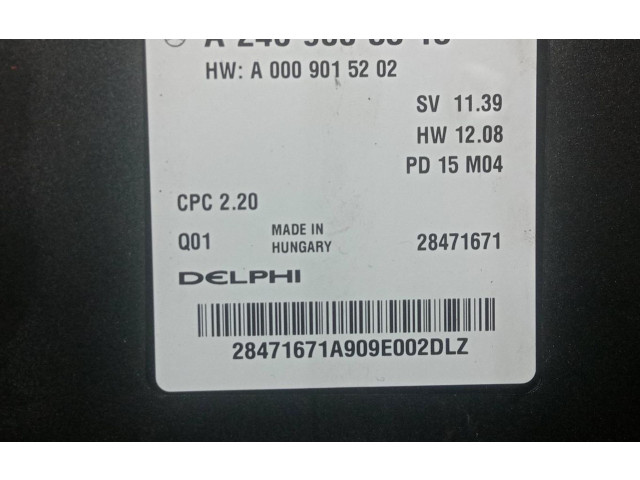 HW: A 000 901 52 02
SV 11.39
HW 12.08
PD 15 M04
CPC 2.20
Q01 MADE IN HUNGARY 28471671
DELPHI
28471671A909E002DLZ